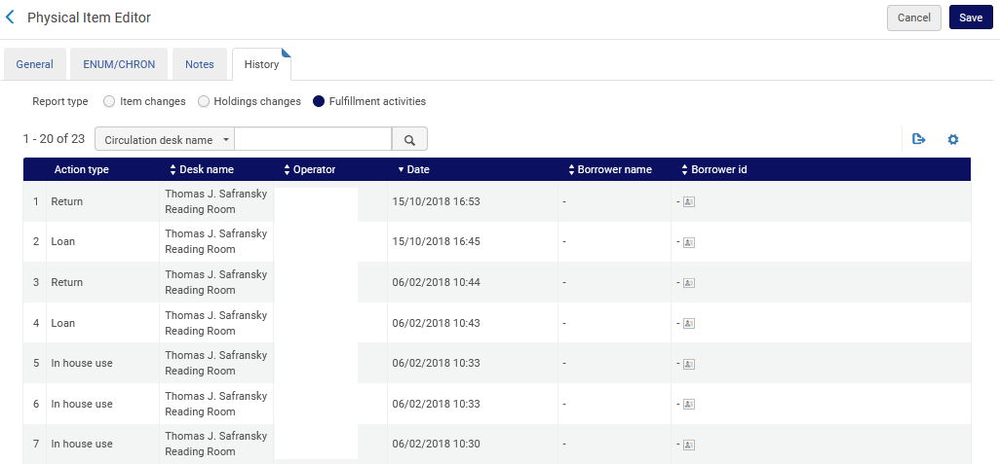 Physical Item Editor
Cancel
Save
General
ENUM/CHRON
Notes
History
Report type
Item changes
Holdings changes
Fulfillment activities
1 - 20 of 23
Circulation desk name
Action type
Desk name
Operator
Date
Borrower name
Borrower id
1 Return Thomas J. Safransky 15/10/2018 16:53 - -
Reading Room
2 Loan Thomas J. Safransky 15/10/2018 16:45 - -
Reading Room
3 Return Thomas J. Safransky 06/02/2018 10:44 - -
Reading Room
4 Loan Thomas J. Safransky 06/02/2018 10:43 - -
Reading Room
5 In house use Thomas J. Safransky 06/02/2018 10:33 - -
Reading Room
6 In house use Thomas J. Safransky 06/02/2018 10:33 - -
Reading Room
7 In house use Thomas J. Safransky 06/02/2018 10:30 - -
Reading Room